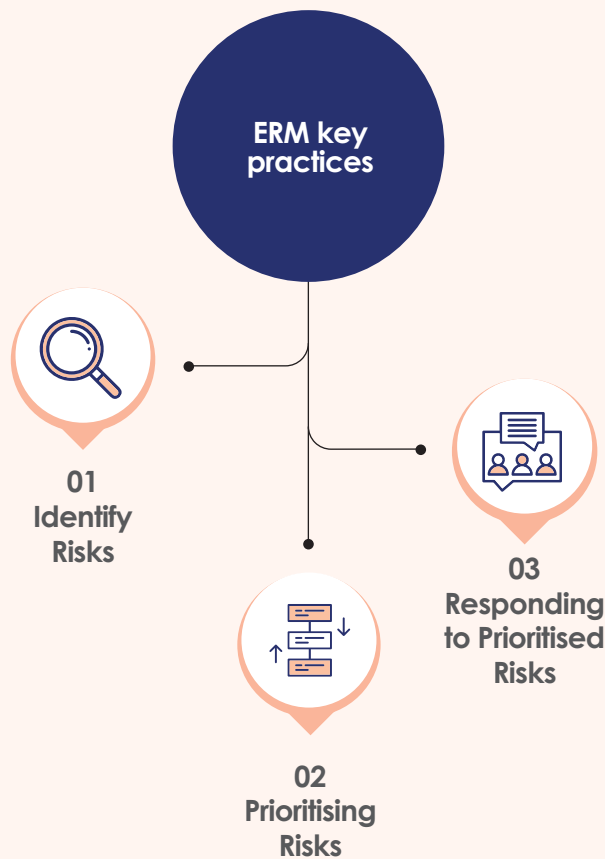 ERM key
practices
01
Identify
Risks
02
Prioritising
Risks
03
Responding
to Prioritised
Risks